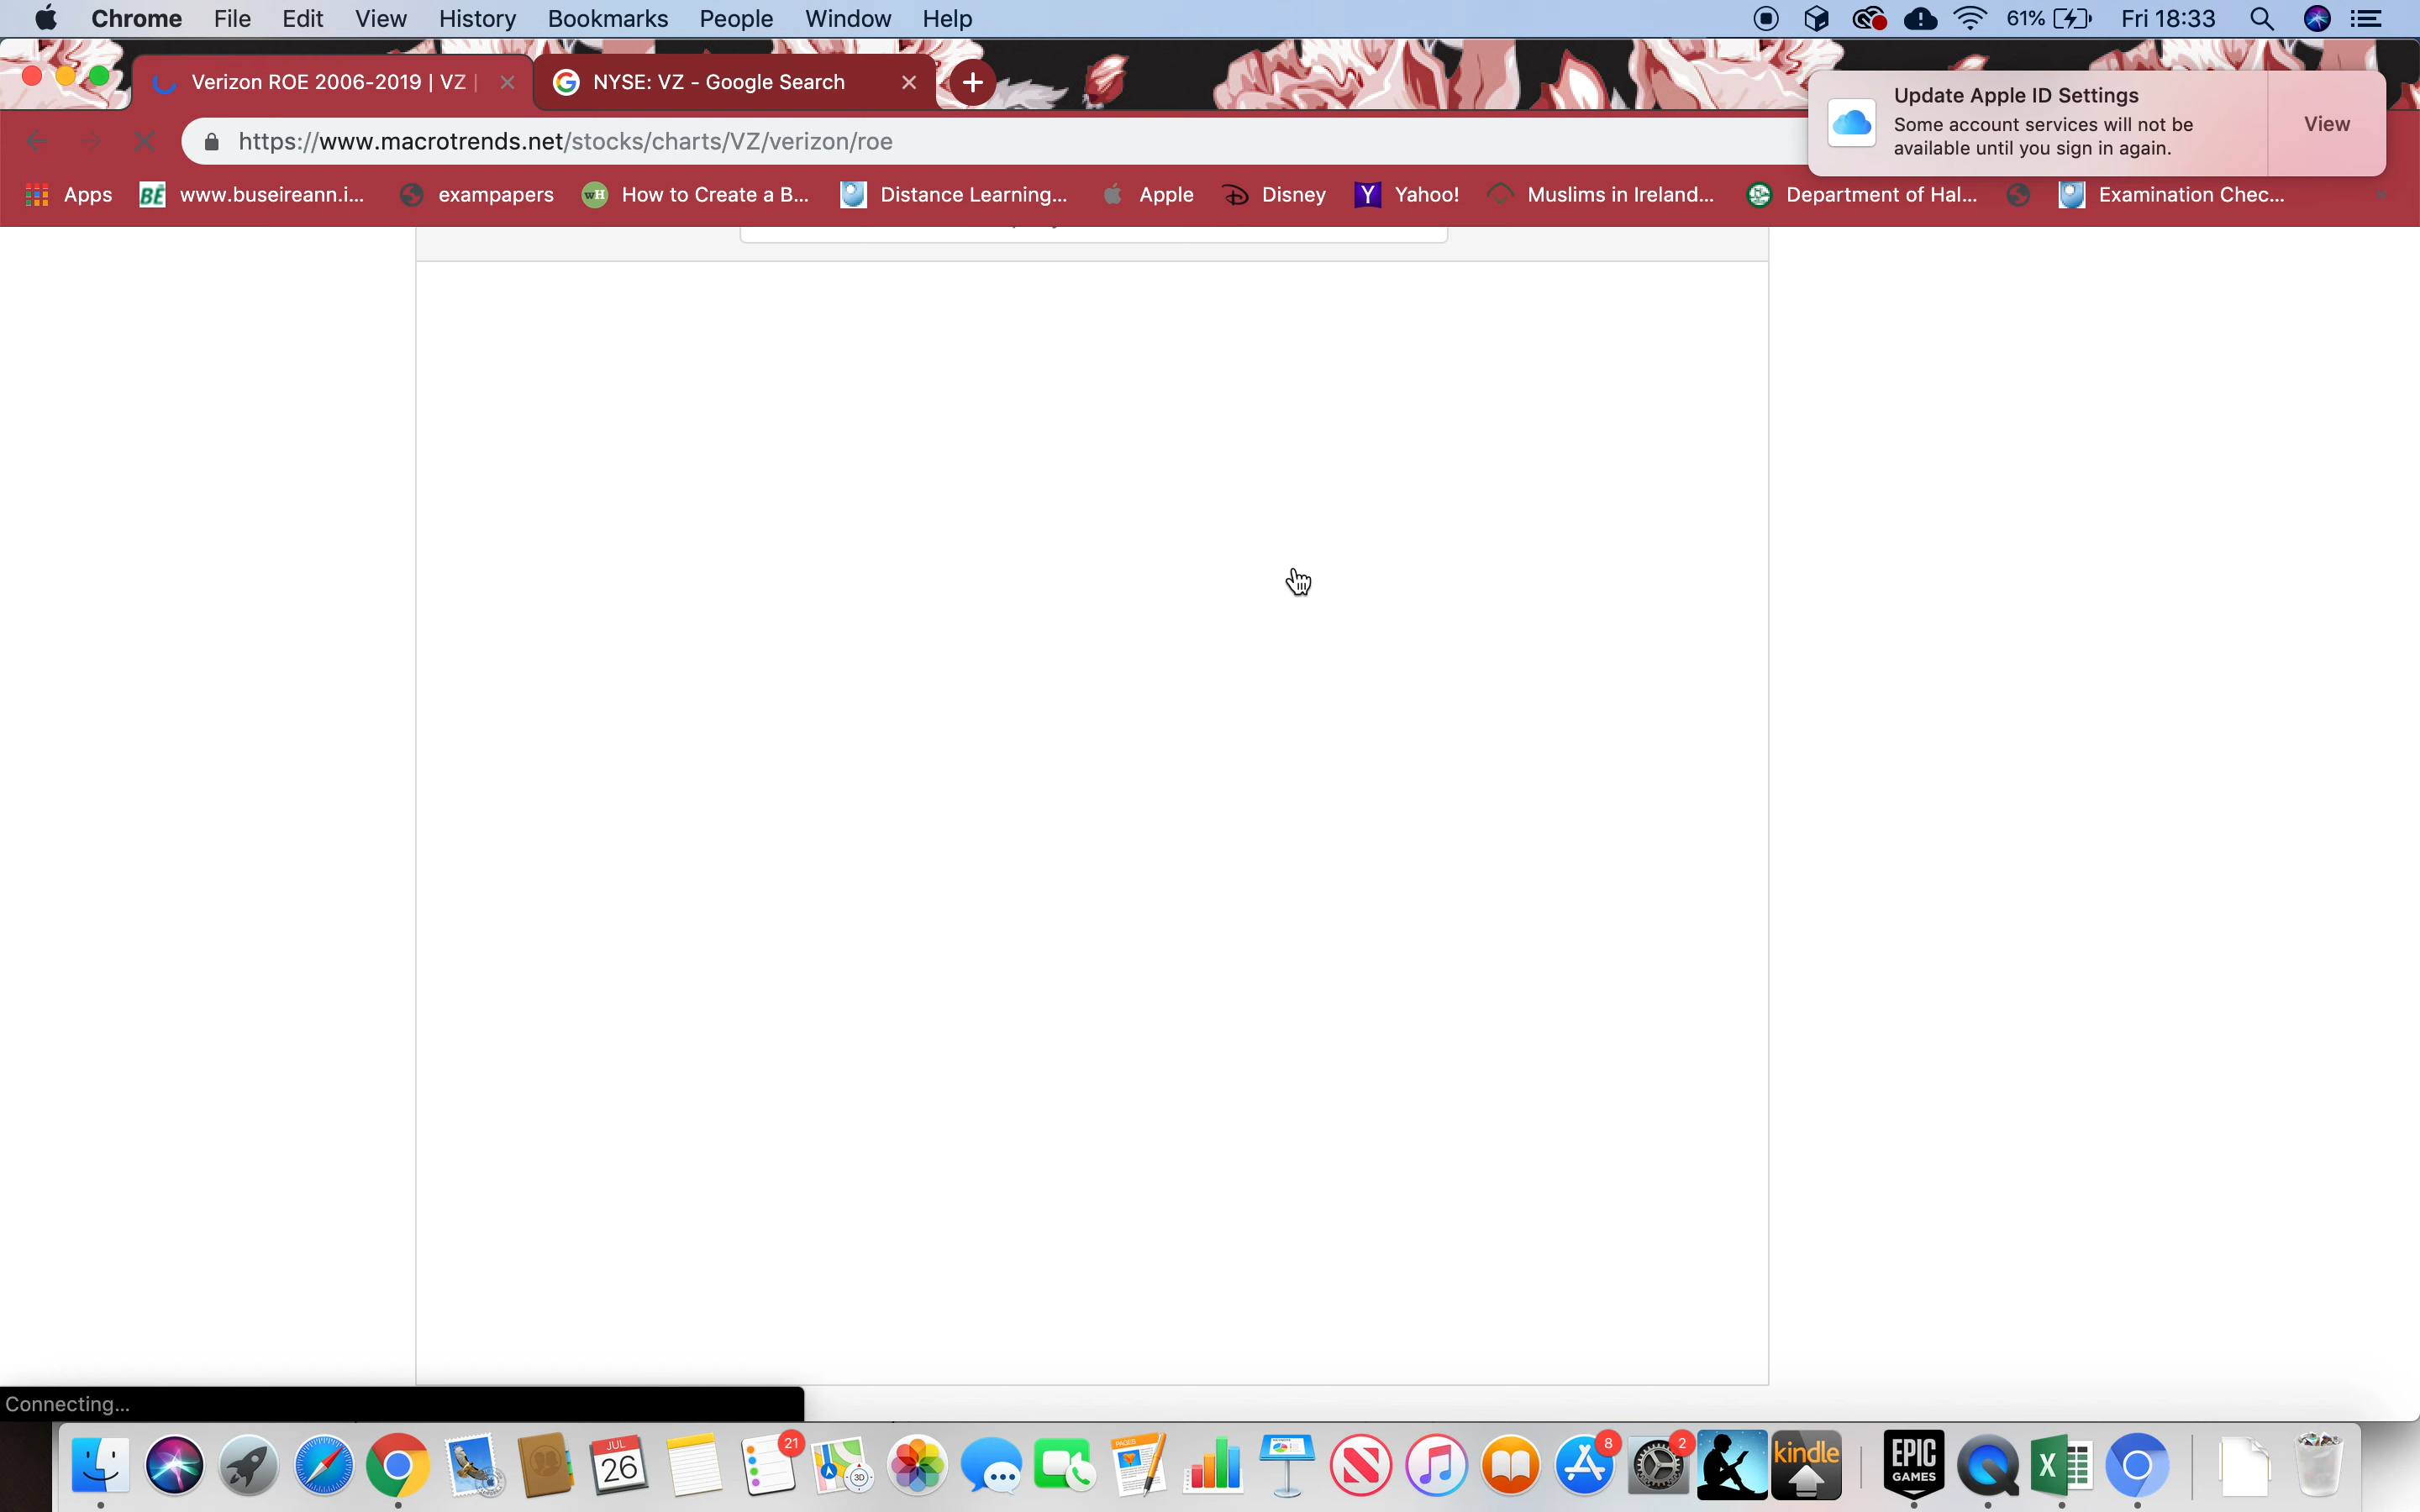 Chrome File Edit View History Bookmarks People Window Help 61% Fri 18:33
Verizon ROE 2006-2019 | VZ |
NYSE: VZ - Google Search
Update Apple ID Settings
Some account services will not be
available until you sign in again.
View
https://www.macrotrends.net/stocks/charts/VZ/verizon/roe
Apps BÉ www.buseireann.i... exampapers wH How to Create a B... Distance Learning... Apple Disney Y Yahoo! Muslims in Ireland... Department of Hal... Examination Chec...
Connecting...
JUL
26
21
3D
PAGES
8
2
kindle
EPIC
GAMES
X